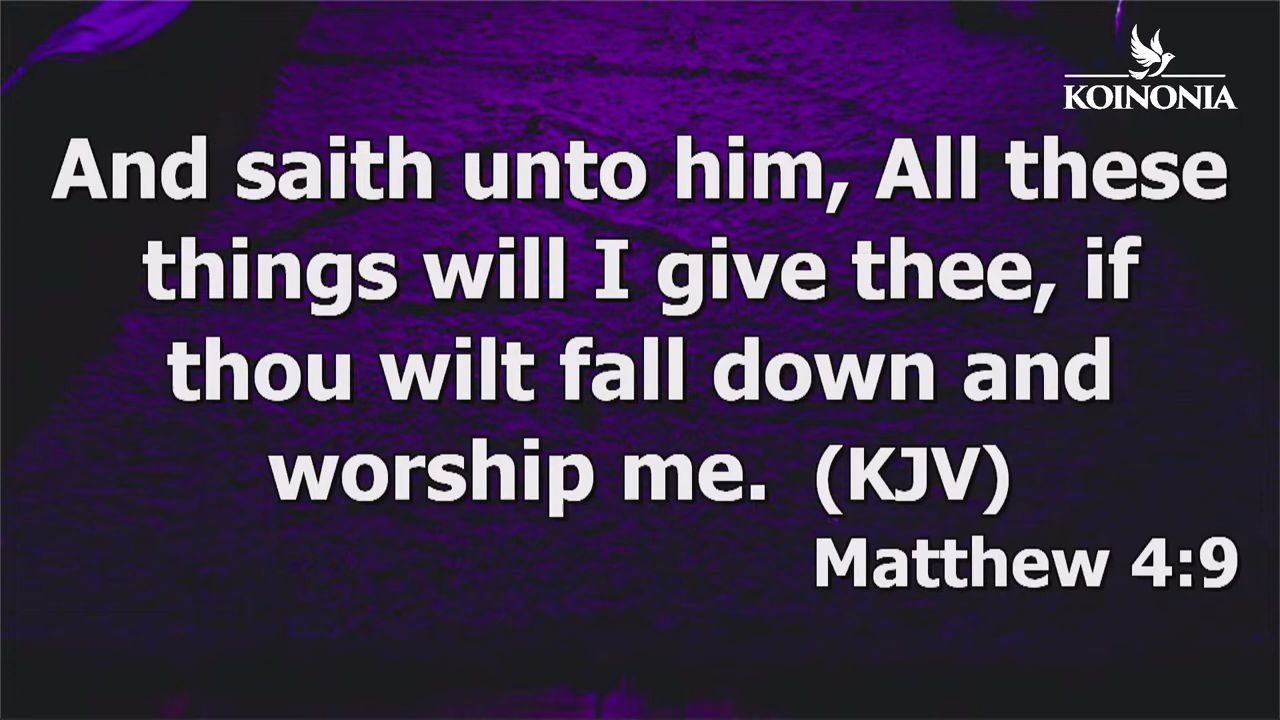 KOINONIA
And saith unto him, All these
things will I give thee, if
thou wilt fall down and
worship me. (KJV)
Matthew 4:9